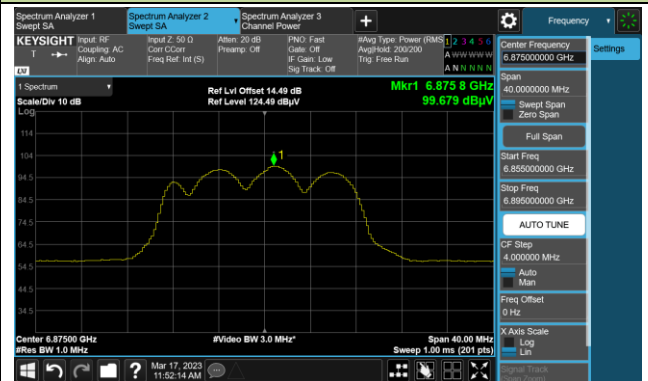 Spectrum Analyzer 1
Swept SA
Spectrum Analyzer 2
Swept SA
Spectrum Analyzer 3
Channel Power
Frequency
KEYSIGHT
T
LXI
Input: RF
Coupling: AC
Align: Auto
Input Z: 50 Ω
Corr CCorr
Freq Ref: Int (S)
Atten: 20 dB
Preamp: Off
PNO: Fast
Gate: Off
IF Gain: Low
Sig Track: Off
#Avg Type: Power (RMS
Avg|Hold: 200/200
Trig: Free Run
1 2 3 4 5 6
A W W W W W
A N N N N N
1 Spectrum
Scale/Div 10 dB
Ref Lvl Offset 14.49 dB
Ref Level 124.49 dBµV
Mkr1 6.875 8 GHz
99.679 dBµV
Log
114
104
94.5
84.5
74.5
64.5
54.5
44.5
34.5
1
Center 6.87500 GHz
#Res BW 1.0 MHz
#Video BW 3.0 MHz*
Span 40.00 MHz
Sweep 1.00 ms (201 pts)
Mar 17, 2023
11:52:14 AM
Center Frequency
6.875000000 GHz
Settings
Span
40.0000000 MHz
Swept Span
Zero Span
Full Span
Start Freq
6.855000000 GHz
Stop Freq
6.895000000 GHz
AUTO TUNE
CF Step
4.000000 MHz
Auto
Man
Freq Offset
0 Hz
X Axis Scale
Log
Lin
Signal Track
(Span Zoom)